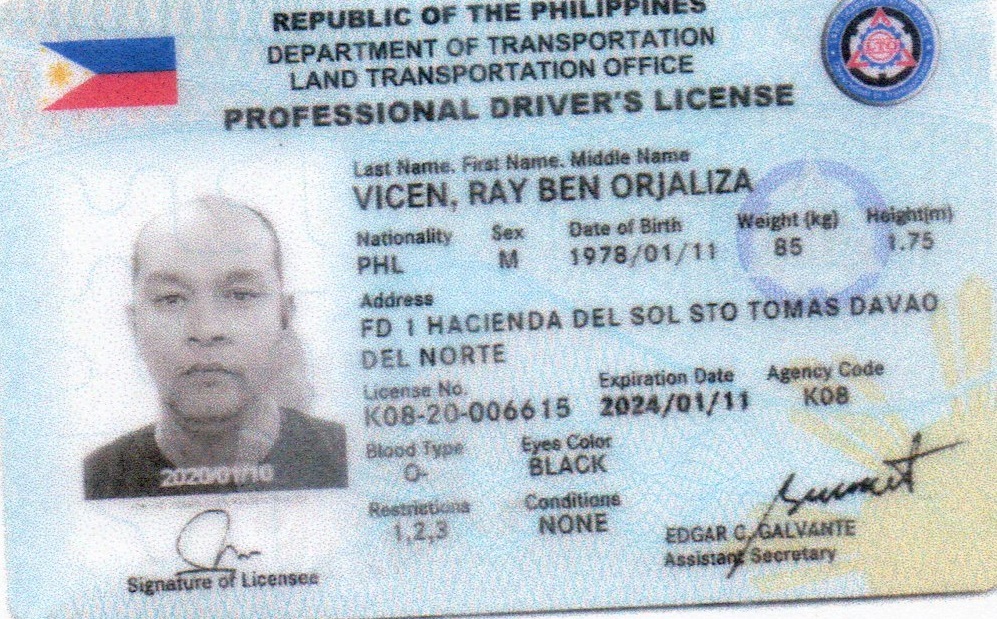 REPUBLIC OF THE PHILIPPINES
DEPARTMENT OF TRANSPORTATION
LAND TRANSPORTATION OFFICE
PROFESSIONAL DRIVER'S LICENSE
LTO
Last Name, First Name, Middle Name
VICEN, RAY BEN ORJALIZA
Nationality Sex Date of Birth Weight (kg) Height(m)
PHL M 1978/01/11 85 1.75
Address
FD 1 HACIENDA DEL SOL STO TOMAS DAVAO
DEL NORTE
License No. Expiration Date Agency Code
K08-20-006615 2024/01/11 K08
Blood Type Eyes Color
O- BLACK
Restrictions Conditions
1,2,3 NONE
2020/01/10
EDGAR C. GALVANTE
Assistant Secretary
Signature of Licensee